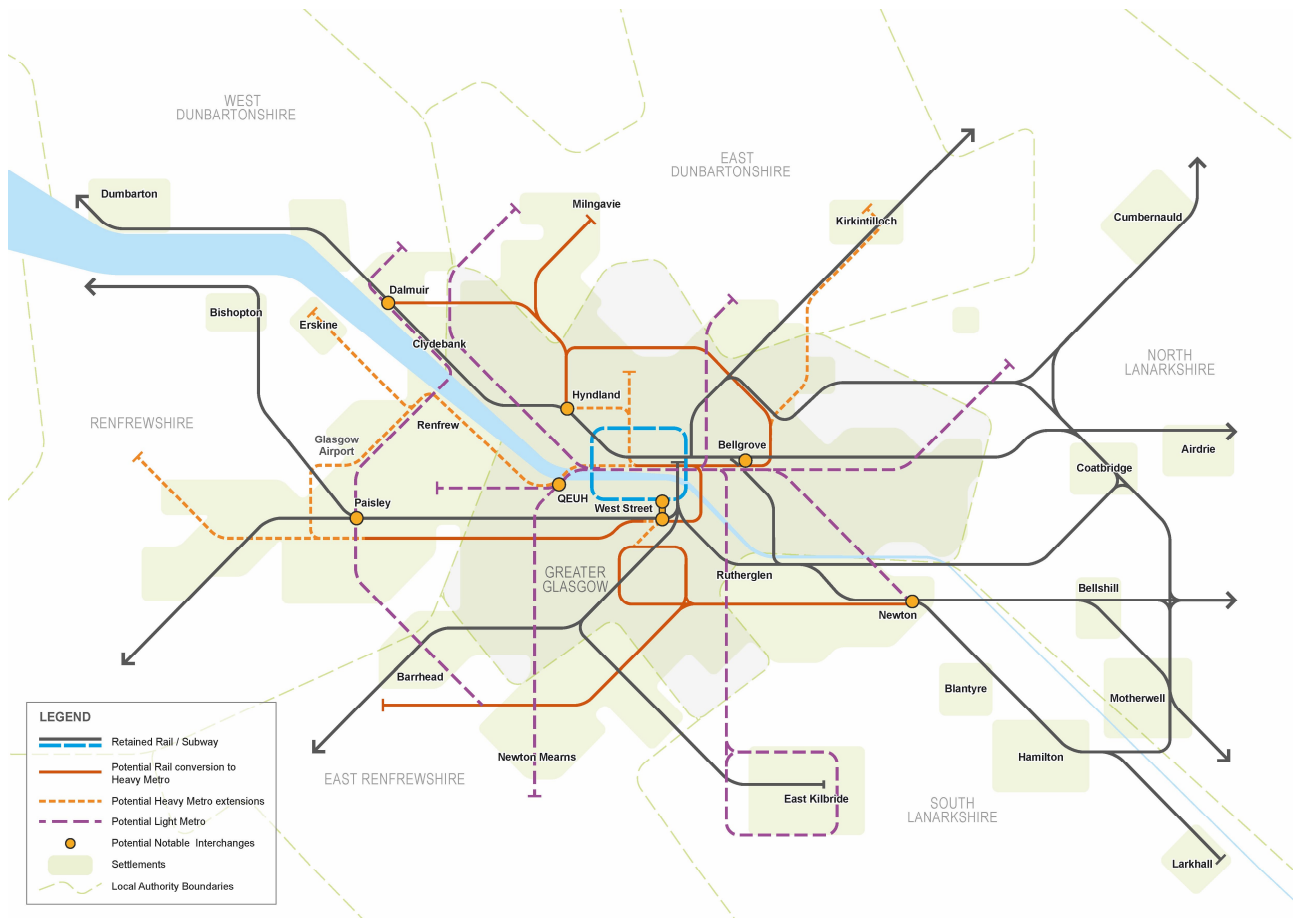 WEST
DUNBARTONSHIRE
EAST
DUNBARTONSHIRE
Dumbarton
Milngavie
Kirkintilloch
Cumbernauld
Dalmuir
Bishopton
Erskine
Clydebank
NORTH
LANARKSHIRE
Hyndland
RENFREWSHIRE
Renfrew
Glasgow
Airport
Bellgrove
Airdrie
Coatbridge
QEUH
Paisley
West Street
GREATER
GLASGOW
Rutherglen
Bellshill
Newton
Barrhead
Blantyre
Motherwell
Newton Mearns
Hamilton
EAST RENFREWSHIRE
East Kilbride
SOUTH
LANARKSHIRE
Larkhall
LEGEND
Retained Rail / Subway
Potential Rail conversion to
Heavy Metro
Potential Heavy Metro extensions
Potential Light Metro
Potential Notable Interchanges
Settlements
Local Authority Boundaries